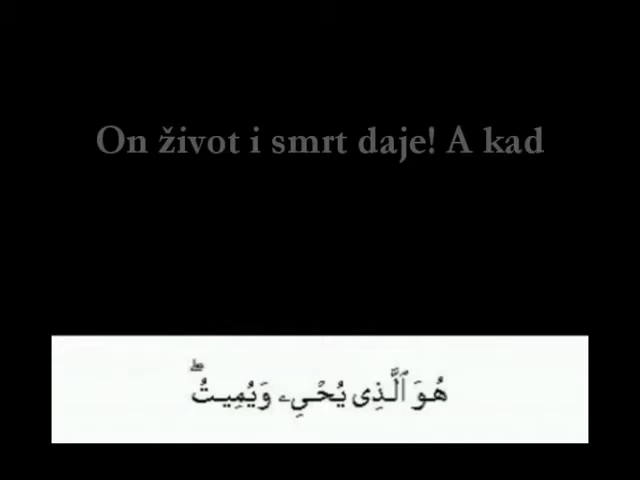 On život i smrt daje! A kad
هُوَ ٱلَّذِى يُحْىِۦ وَيُمِيتُ ۖ